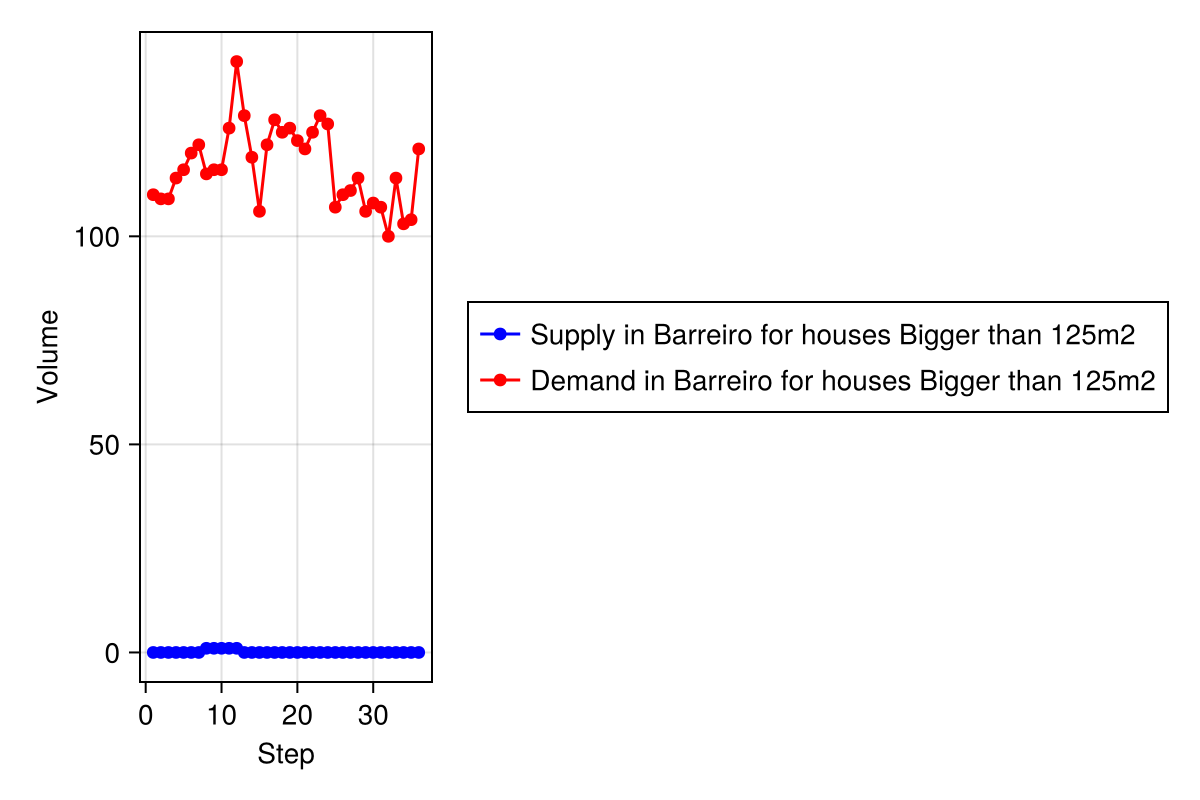 Volume
100
50
0
0 10 20 30
Step
Supply in Barreiro for houses Bigger than 125m2
Demand in Barreiro for houses Bigger than 125m2